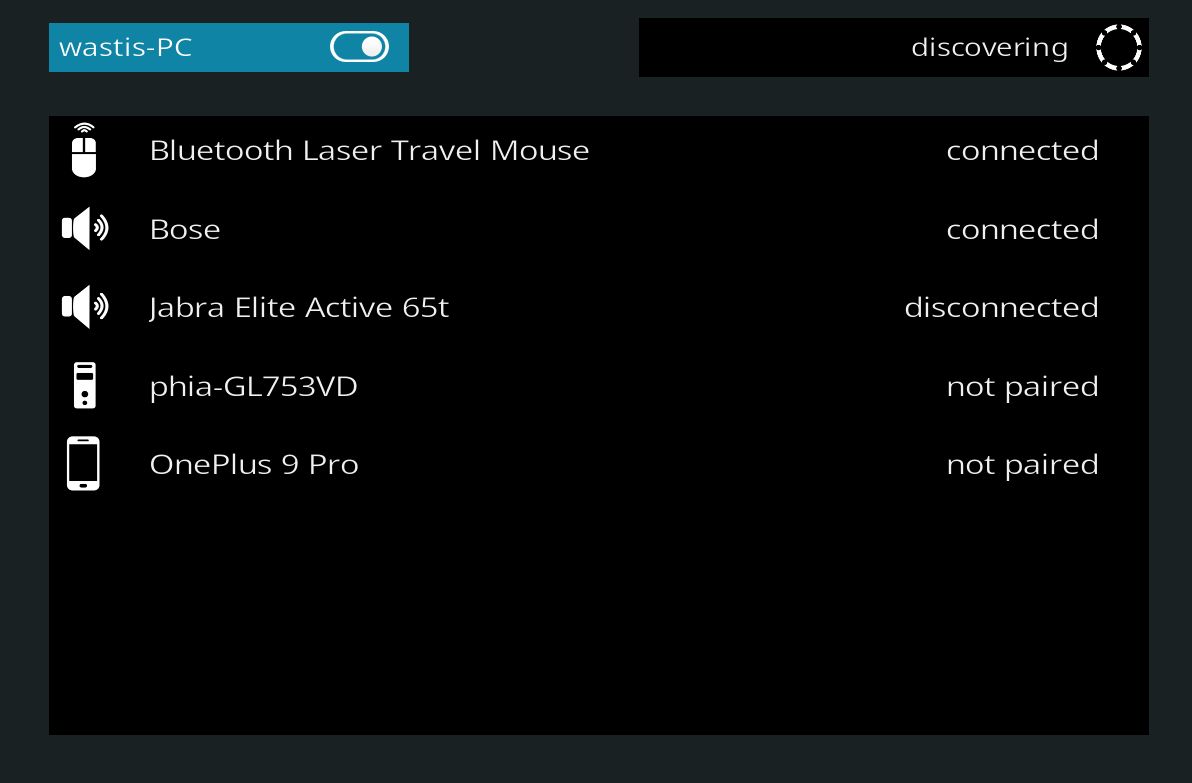 wastis-PC
discovering
Bluetooth Laser Travel Mouse connected
Bose connected
Jabra Elite Active 65t disconnected
phia-GL753VD not paired
OnePlus 9 Pro not paired